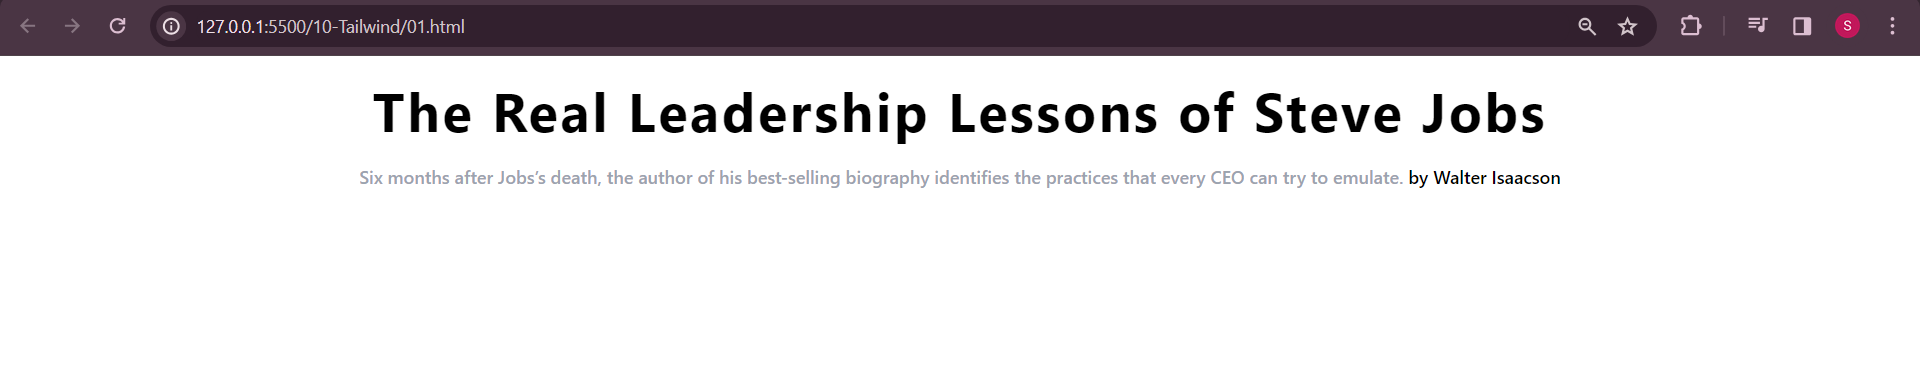 127.0.0.1:5500/10-Tailwind/01.html
S
The Real Leadership Lessons of Steve Jobs
Six months after Jobs’s death, the author of his best-selling biography identifies the practices that every CEO can try to emulate. by Walter Isaacson